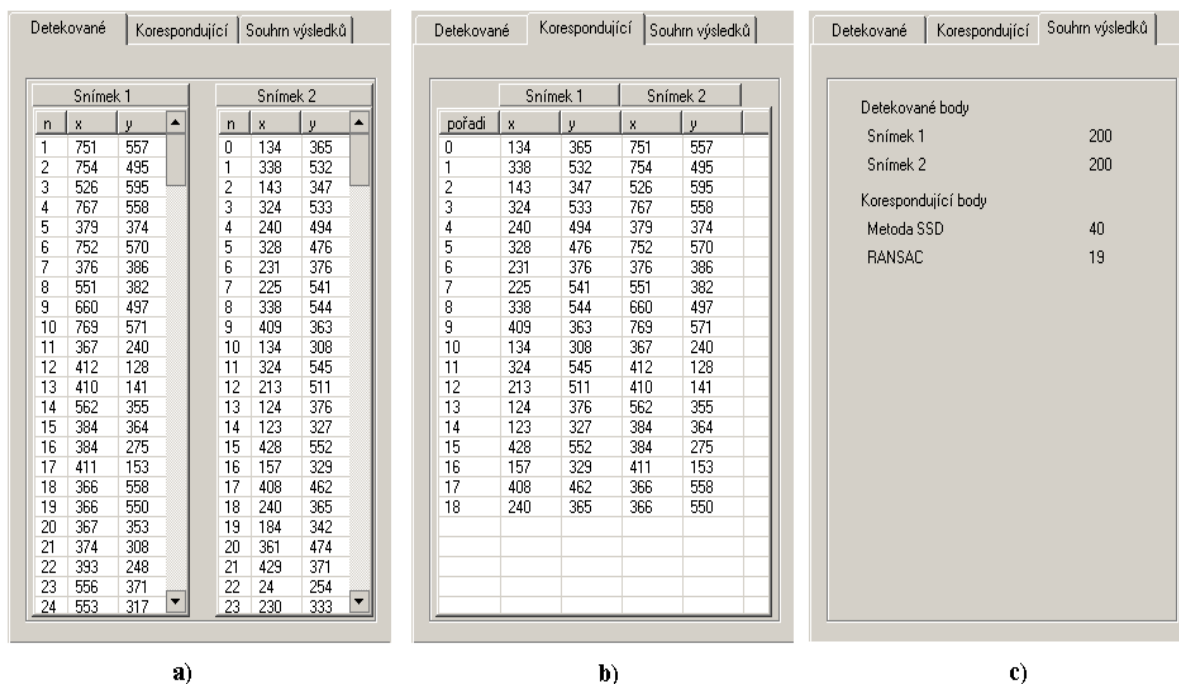 Detekované Korespondující Souhrn výsledků
Snímek 1 Snímek 2
n x y n x y
1 751 557 0 134 365
2 754 495 1 338 532
3 526 595 2 143 347
4 767 558 3 324 533
5 379 374 4 240 494
6 752 570 5 328 476
7 376 386 6 231 376
8 551 382 7 225 541
9 660 497 8 338 544
10 769 571 9 409 363
11 367 240 10 134 308
12 412 128 11 324 545
13 410 141 12 213 511
14 562 355 13 124 376
15 384 364 14 123 327
16 384 275 15 428 552
17 411 153 16 157 329
18 366 558 17 408 462
19 366 550 18 240 365
20 367 353 19 184 342
21 374 308 20 361 474
22 393 248 21 429 371
23 556 371 22 24 254
24 553 317 23 230 333
a)
Detekované Korespondující Souhrn výsledků
Snímek 1 Snímek 2
pořadi x y x y
0 134 365 751 557
1 338 532 754 495
2 143 347 526 595
3 324 533 767 558
4 240 494 379 374
5 328 476 752 570
6 231 376 376 386
7 225 541 551 382
8 338 544 660 497
9 409 363 769 571
10 134 308 367 240
11 324 545 412 128
12 213 511 410 141
13 124 376 562 355
14 123 327 384 364
15 428 552 384 275
16 157 329 411 153
17 408 462 366 558
18 240 365 366 550
b)
Detekované Korespondující Souhrn výsledků
Detekované body
Snímek 1 200
Snímek 2 200
Korespondující body
Metoda SSD 40
RANSAC 19
c)